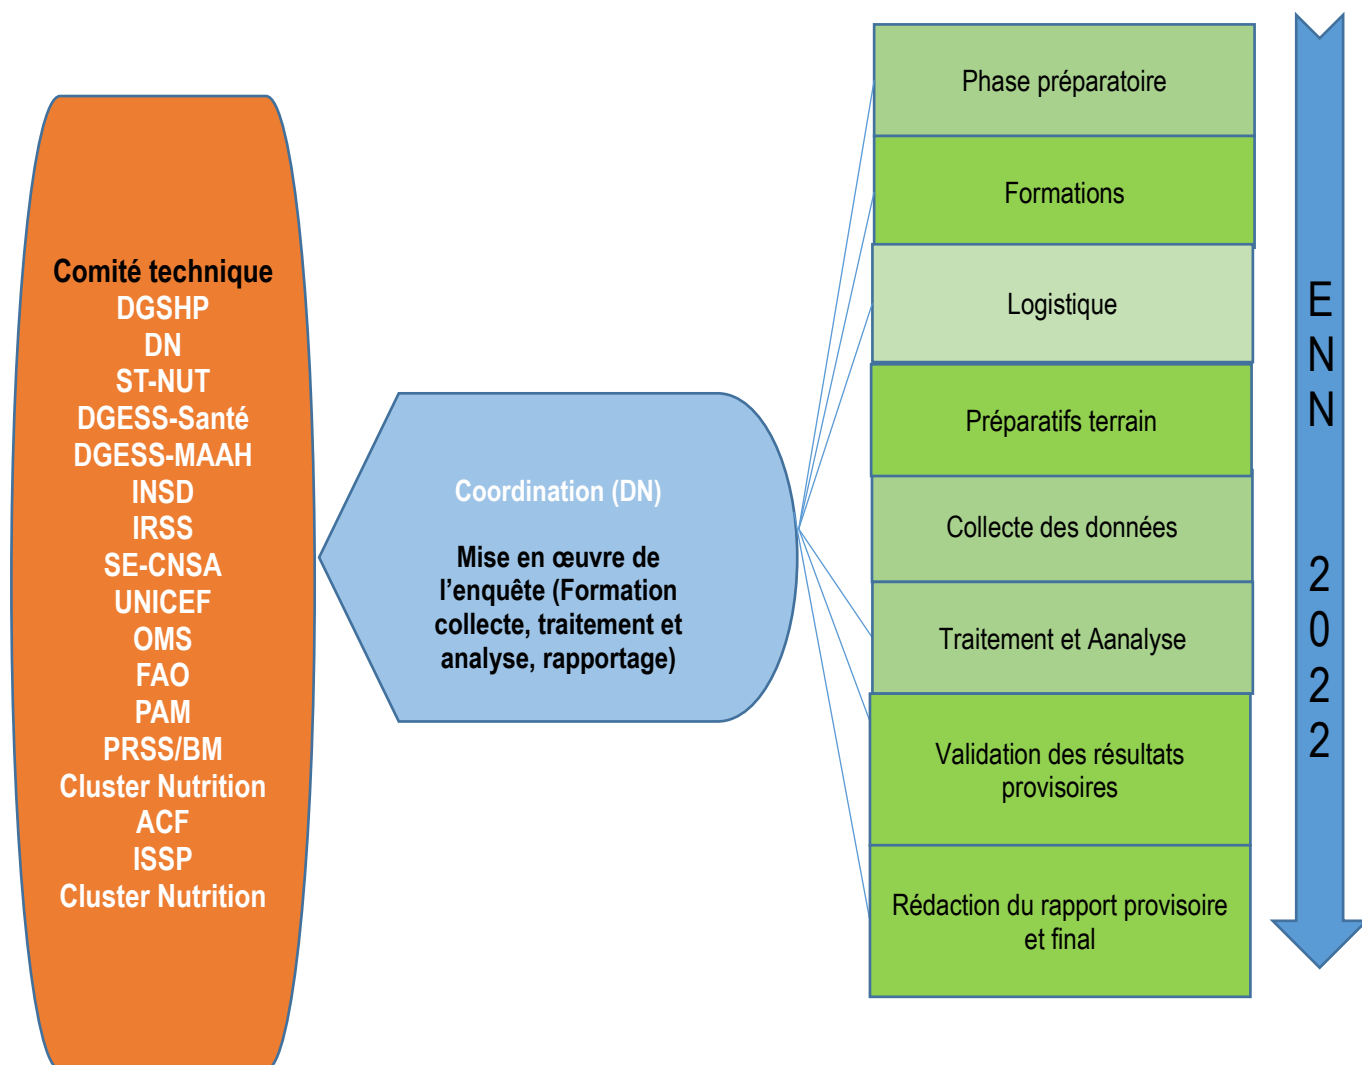 Comité technique
DGSHP
DN
ST-NUT
DGESS-Santé
DGESS-MAAH
INSD
IRSS
SE-CNSA
UNICEF
OMS
FAO
PAM
PRSS/BM
Cluster Nutrition
ACF
ISSP
Cluster Nutrition
Coordination (DN)
Mise en œuvre de
l’enquête (Formation
collecte, traitement et
analyse, rapportage)
Phase préparatoire
Formations
Logistique
Préparatifs terrain
Collecte des données
Traitement et Aanalyse
Validation des résultats
provisoires
Rédaction du rapport provisoire
et final
E
N
N
2
0
2
2